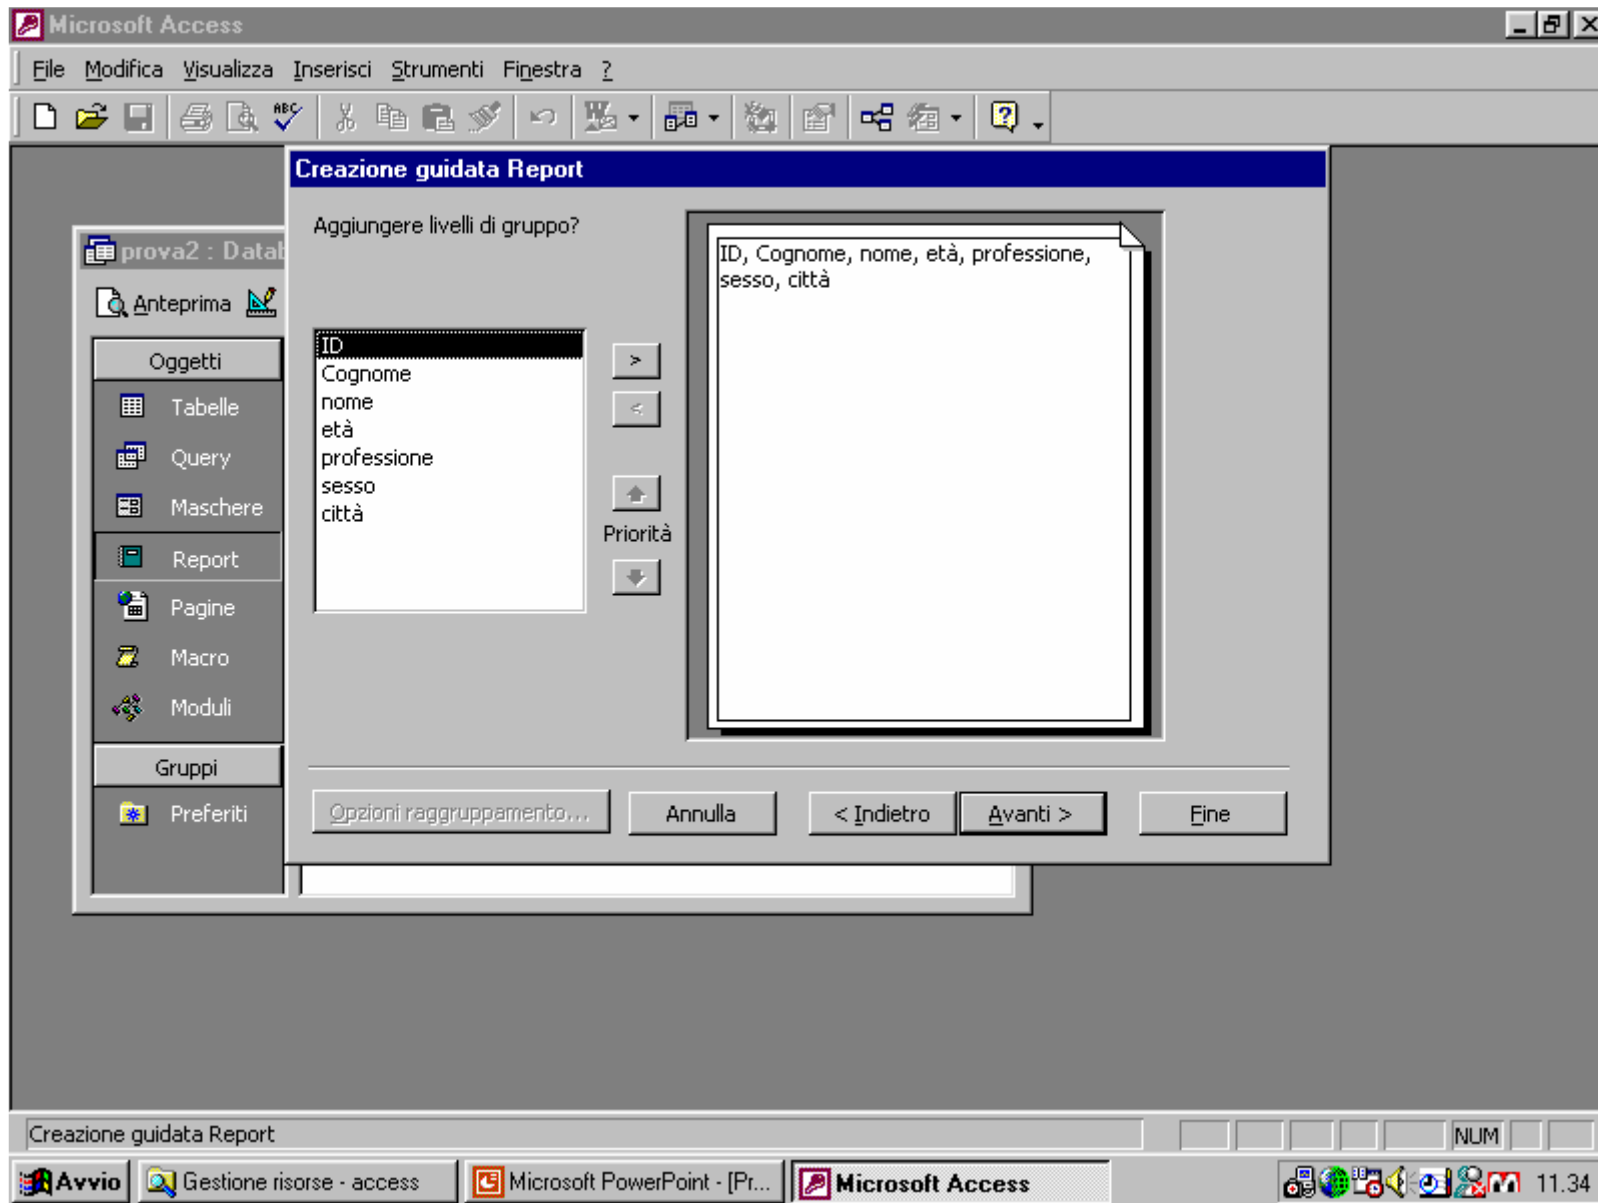 Microsoft Access
File Modifica Visualizza Inserisci Strumenti Finestra ?
Creazione guidata Report
Aggiungere livelli di gruppo?
ID, Cognome, nome, età, professione,
sesso, città
prova2 : Datab
Anteprima
Oggetti
Tabelle
Query
Maschere
Report
Pagine
Macro
Moduli
Gruppi
Preferiti
ID
Cognome
nome
età
professione
sesso
città
>
<
Priorità
Opzioni raggruppamento...
Annulla
< Indietro
Avanti >
Fine
Creazione guidata Report
NUM
Avvio
Gestione risorse - access
Microsoft PowerPoint - [Pr...
Microsoft Access
11.34